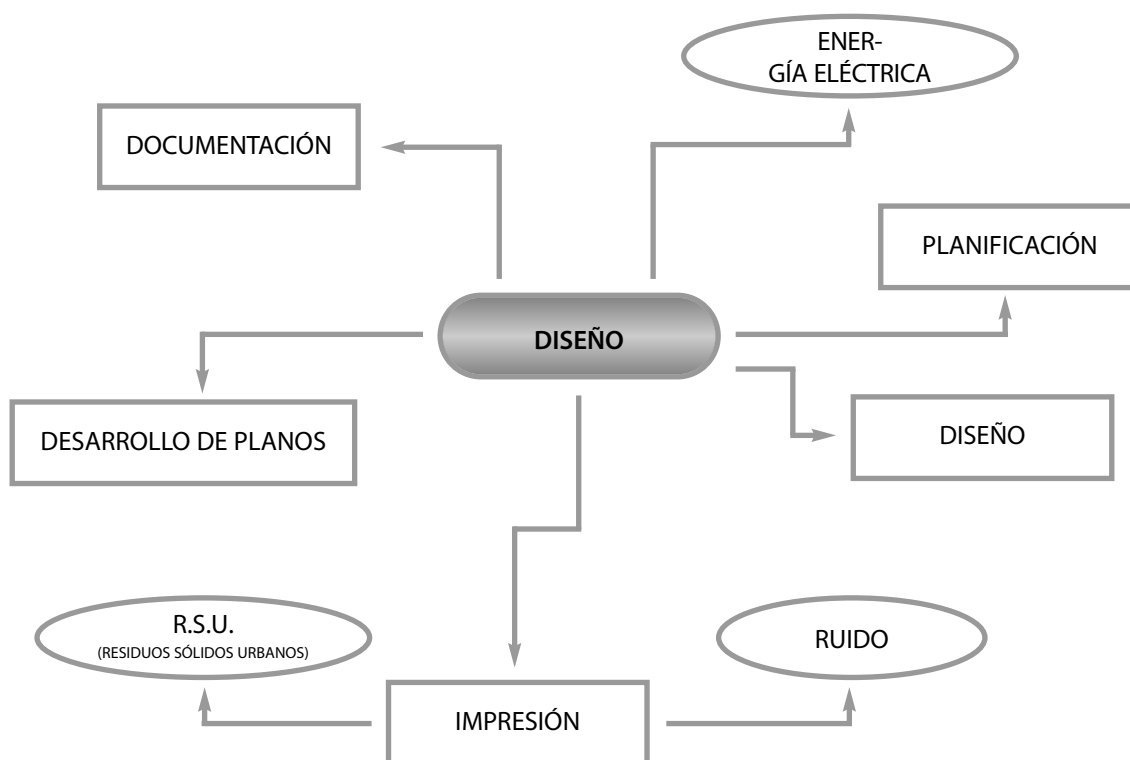 ENER-
GÍA ELÉCTRICA
DOCUMENTACIÓN
PLANIFICACIÓN
DISEÑO
DESARROLLO DE PLANOS
DISEÑO
R.S.U.
(RESIDUOS SÓLIDOS URBANOS)
RUIDO
IMPRESIÓN